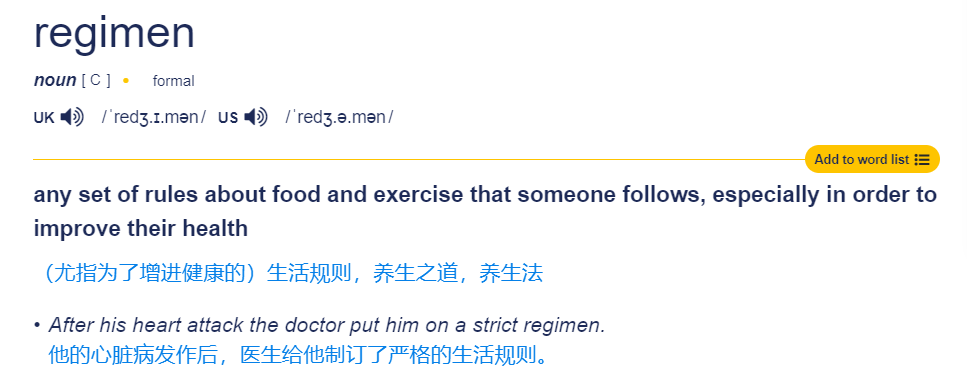 regimen
noun [ C ] • formal
UK /ˈredʒ.ɪ.mən/ US /ˈredʒ.ə.mən/
Add to word list
any set of rules about food and exercise that someone follows, especially in order to
improve their health
（尤指为了增进健康的）生活规则，养生之道，养生法
• After his heart attack the doctor put him on a strict regimen.
他的心脏病发作后，医生给他制订了严格的生活规则。